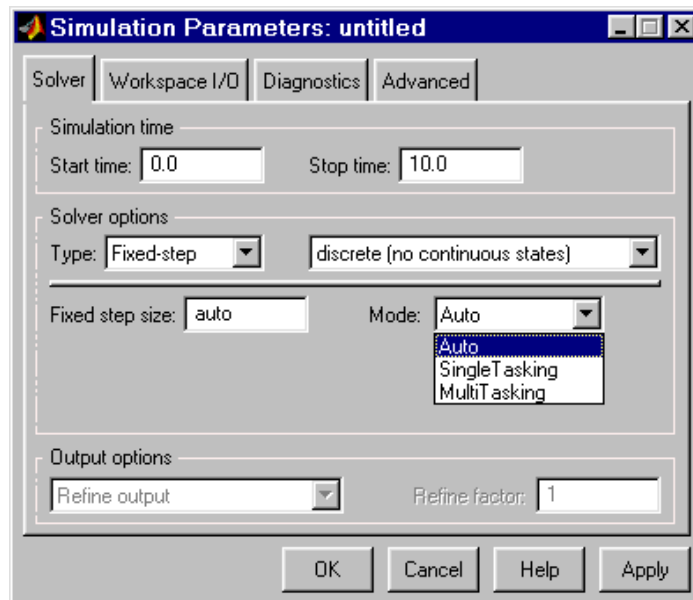 Simulation Parameters: untitled
Solver Workspace I/O Diagnostics Advanced
Simulation time
Start time: 0.0 Stop time: 10.0
Solver options
Type: Fixed-step discrete (no continuous states)
Fixed step size: auto Mode: Auto
Auto
SingleTasking
MultiTasking
Output options
Refine output Refine factor: 1
OK Cancel Help Apply